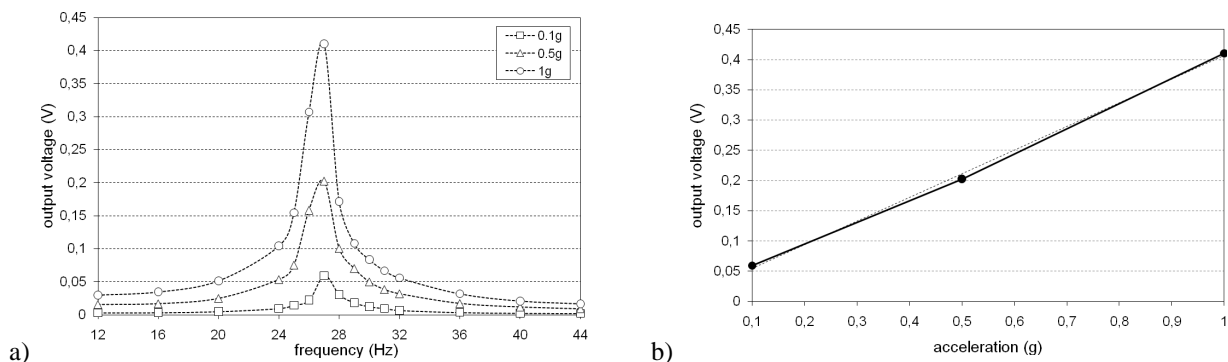 0,45
0,4
0,35
0,3
0,25
0,2
0,15
0,1
0,05
0
output voltage (V)
0.1g
0.5g
1g
12 16 20 24 28 32 36 40 44
frequency (Hz)
a)
0,45
0,4
0,35
0,3
0,25
0,2
0,15
0,1
0,05
0
output voltage (V)
0,1 0,2 0,3 0,4 0,5 0,6 0,7 0,8 0,9 1
acceleration (g)
b)